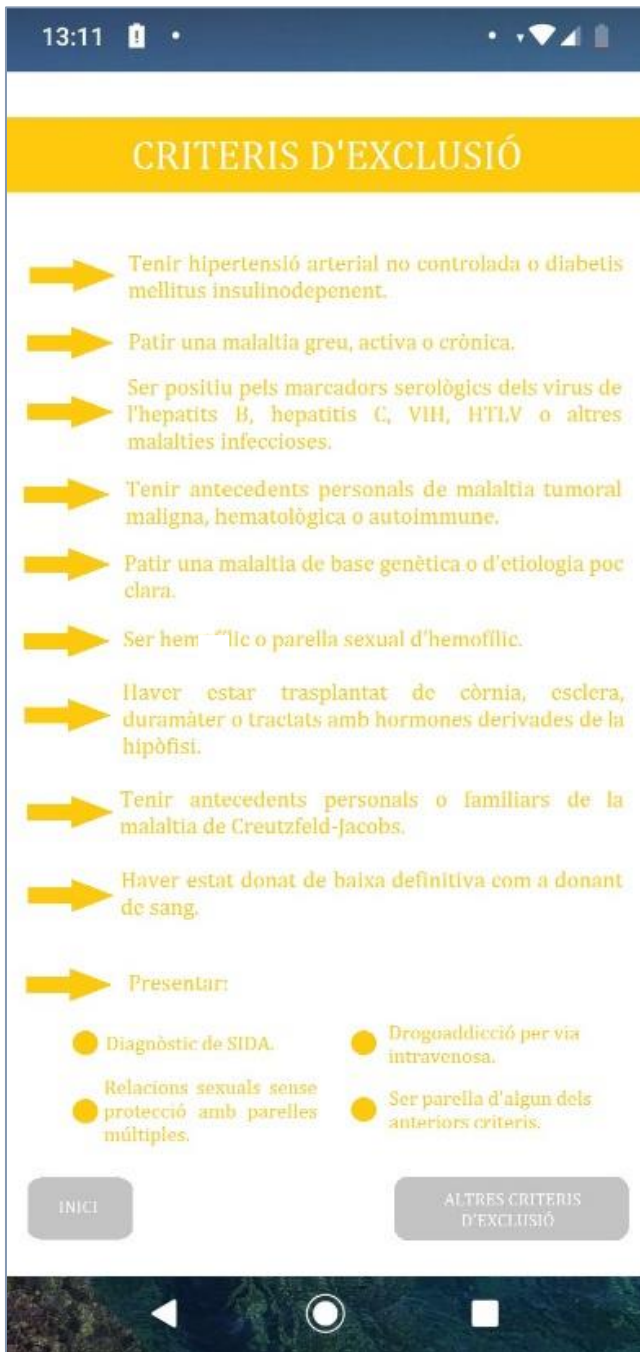 13:11
CRITERIS D'EXCLUSIÓ
Tenir hipertensió arterial no controlada o diabetis
mellitus insulinodepenent.
Patir una malaltia greu, activa o crònica.
Ser positiu pels marcadors serològics dels virus de
l'hepatits B, hepatitis C, VIH, HTLV o altres
malalties infeccioses.
Tenir antecedents personals de malaltia tumoral
maligna, hematològica o autoimmune.
Patir una malaltia de base genètica o d'etiologia poc
clara.
Ser o parella sexual d'hemofílic.
Haver estar trasplantat de còrnia, esclera,
duramàter o tractats amb hormones derivades de la
hipòfisi.
Tenir antecedents personals o familiars de la
malaltia de Creutzfeld-Jacobs.
Haver estat donat de baixa definitiva com a donant
de sang.
Presentar:
Diagnòstic de SIDA.
Relacions sexuals sense
protecció amb parelles
múltiples.
Drogoaddicció per via
intravenosa.
Ser parella d'algun dels
anteriors criteris.
INICI
ALTRES CRITERIS
D'EXCLUSIÓ